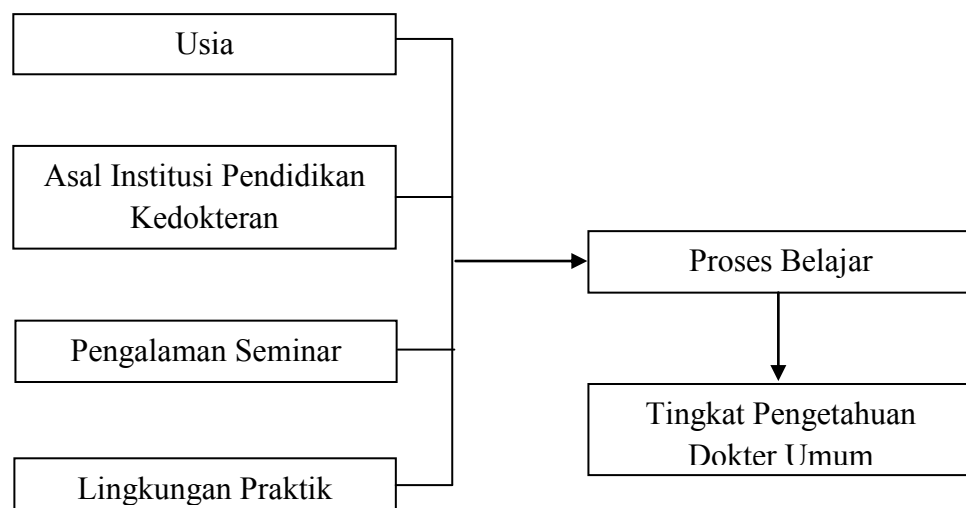 Usia
Asal Institusi Pendidikan
Kedokteran
Pengalaman Seminar
Lingkungan Praktik
Proses Belajar
Tingkat Pengetahuan
Dokter Umum